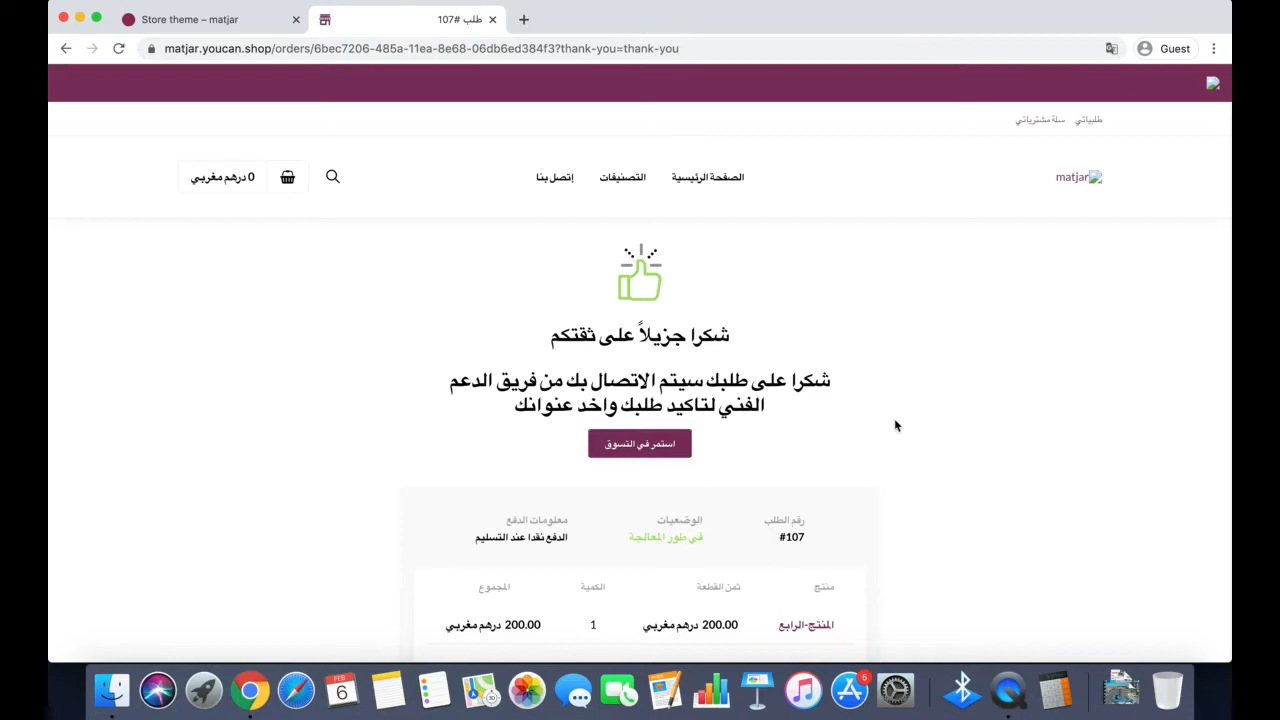 Store theme – matjar
طلب #107
matjar.youcan.shop/orders/6bec7206-485a-11ea-8e68-06db6ed384f3?thank-you=thank-you
Guest
طلبياتي سلة مشترياتي
matjar
الصفحة الرئيسية التصنيفات إتصل بنا
0 درهم مغربي
شكرا جزيلاً على ثقتكم
شكرا على طلبك سيتم الاتصال بك من فريق الدعم
الفني لتاكيد طلبك واخد عنوانك
استمر في التسوق
رقم الطلب الوضعيات معلومات الدفع
#107 في طور المعالجة الدفع نقدا عند التسليم
منتج ثمن القطعة الكمية المجموع
المنتج-الرابع 200.00 درهم مغربي 1 200.00 درهم مغربي
FEB
6
6